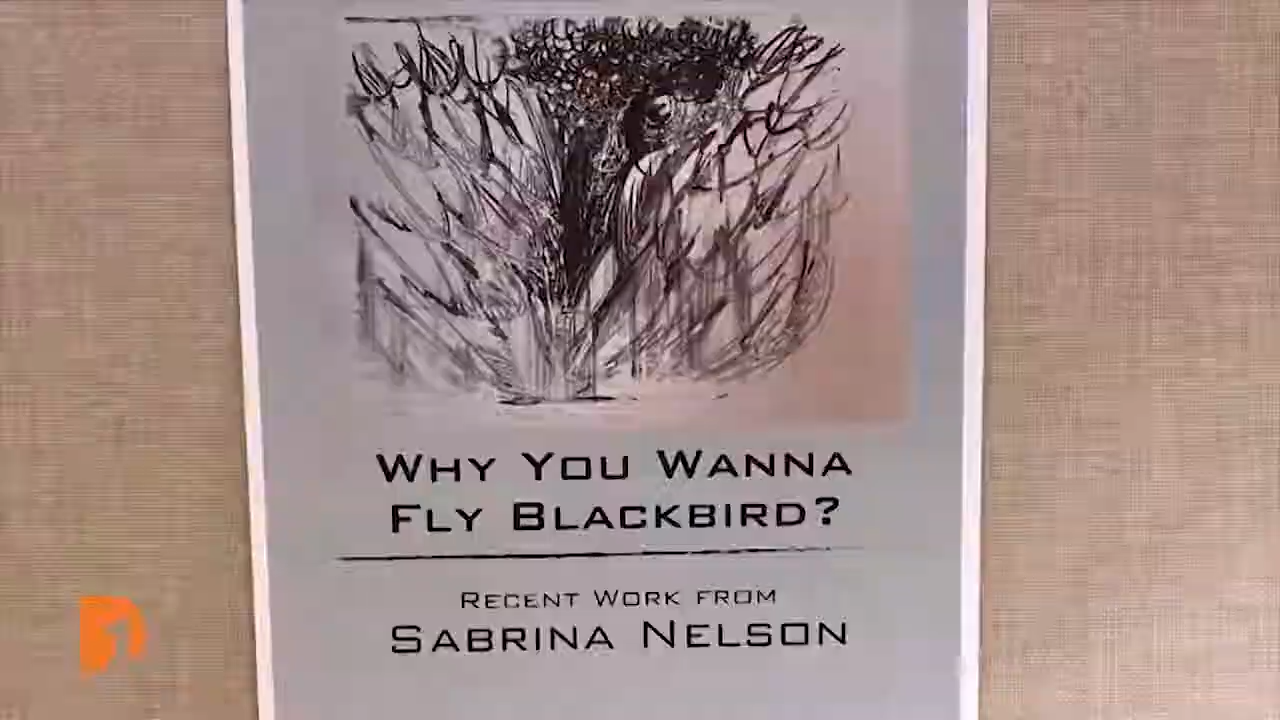 WHY YOU WANNA
FLY BLACKBIRD?
RECENT WORK FROM
SABRINA NELSON